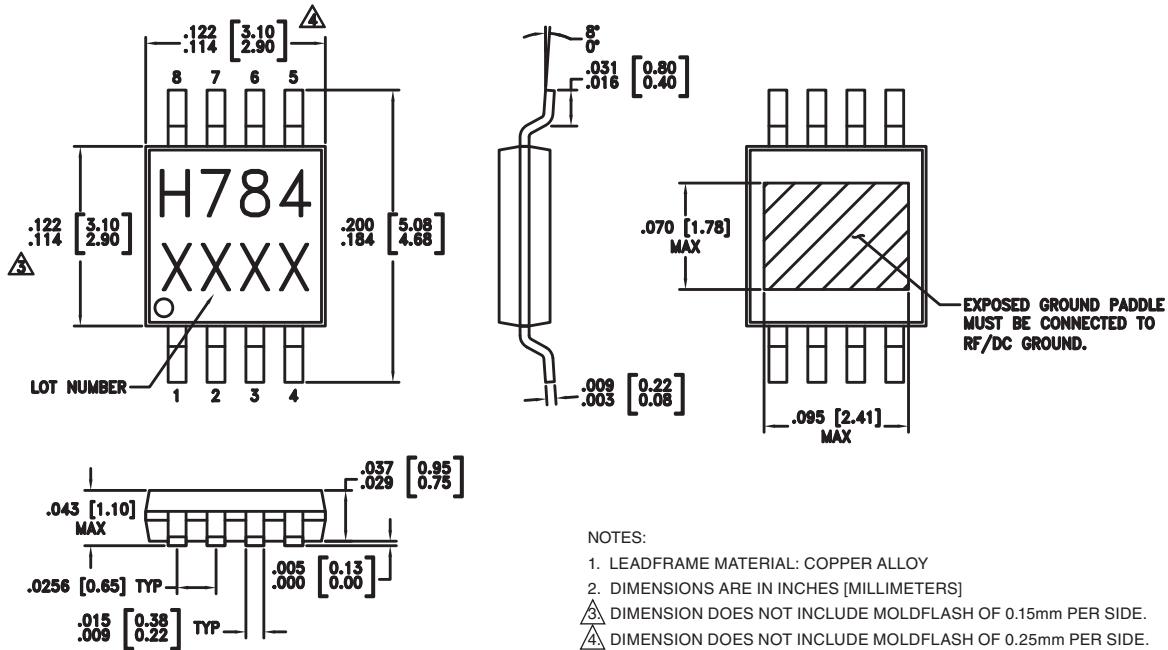 .122 [3.10]
.114 [2.90]
4
8 7 6 5
H784
XXXX
.122 [3.10]
.114 [2.90]
3
.200 [5.08]
.184 [4.68]
LOT NUMBER
1 2 3 4
8°
0°
.031 [0.80]
.016 [0.40]
.009 [0.22]
.003 [0.08]
.070 [1.78]
MAX
EXPOSED GROUND PADDLE
MUST BE CONNECTED TO
RF/DC GROUND.
.095 [2.41]
MAX
.037 [0.95]
.029 [0.75]
.043 [1.10]
MAX
.0256 [0.65] TYP
.005 [0.13]
.000 [0.00]
.015 [0.38]
.009 [0.22] TYP
NOTES:
1. LEADFRAME MATERIAL: COPPER ALLOY
2. DIMENSIONS ARE IN INCHES [MILLIMETERS]
3. DIMENSION DOES NOT INCLUDE MOLDFLASH OF 0.15mm PER SIDE.
4. DIMENSION DOES NOT INCLUDE MOLDFLASH OF 0.25mm PER SIDE.